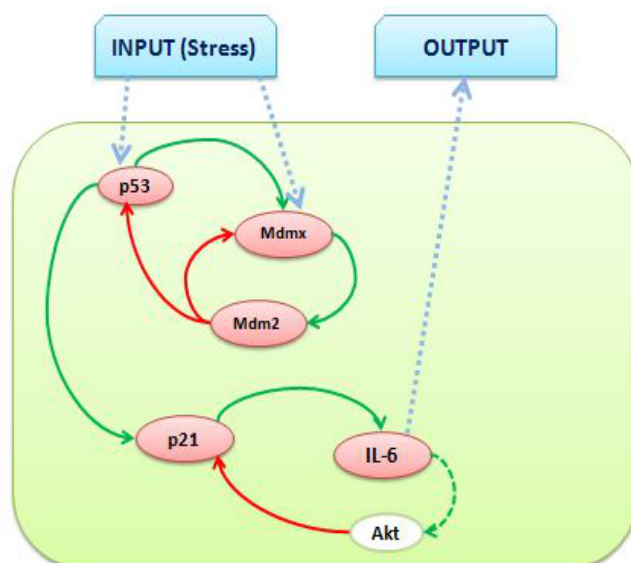 INPUT (Stress)
OUTPUT
p53
Mdmx
Mdm2
p21
IL-6
Akt